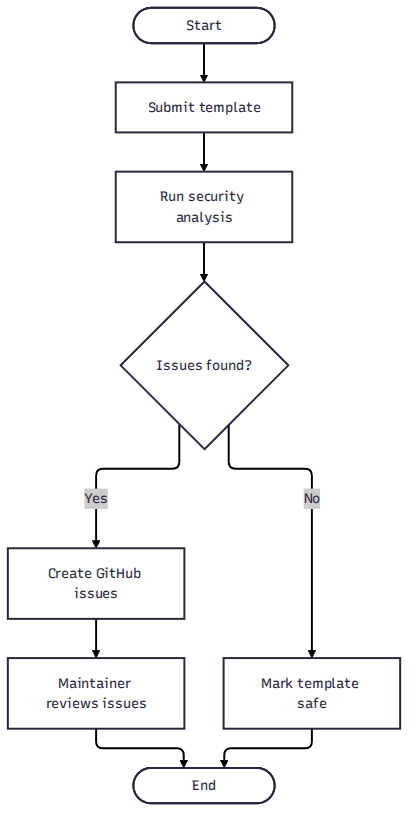 Start
Submit template
Run security
analysis
Issues found?
Yes
No
Create GitHub
issues
Maintainer
reviews issues
Mark template
safe
End